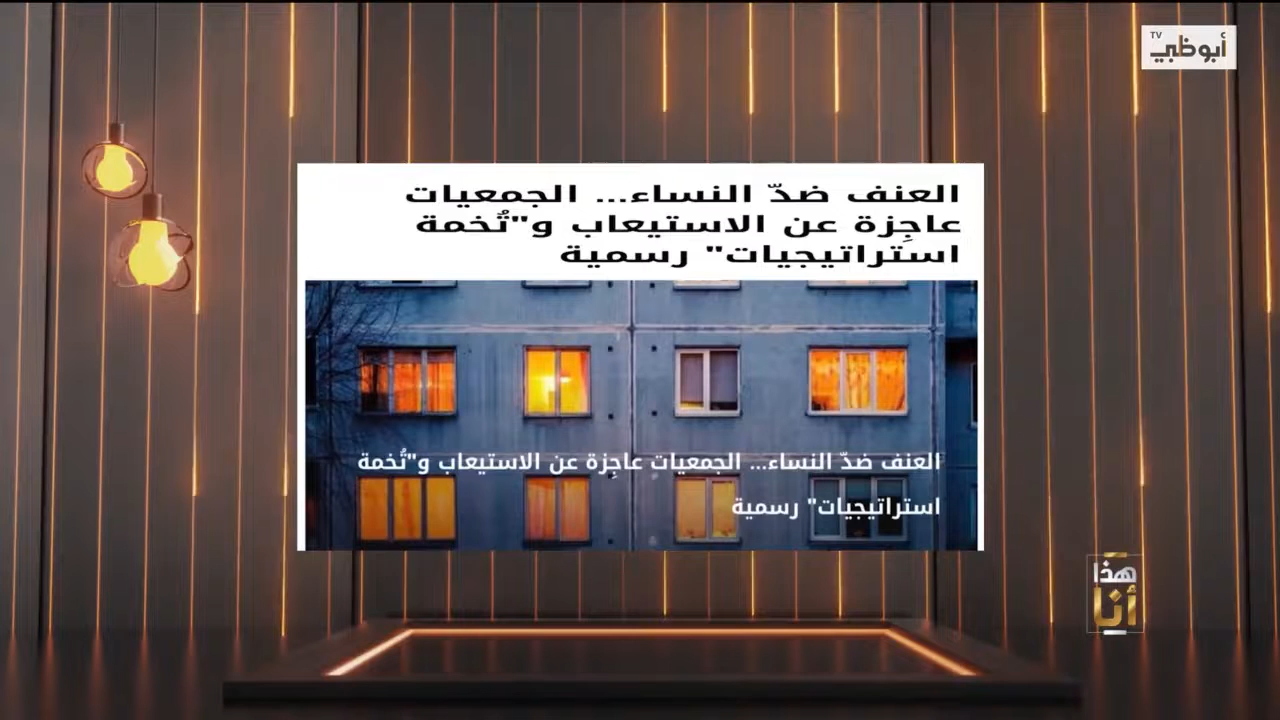 TV
أبوظبي
العنف ضدّ النساء... الجمعيات
عاجِزة عن الاستيعاب و"تُخمة
استراتيجيات" رسمية
العنف ضدّ النساء... الجمعيات عاجِزة عن الاستيعاب و"تُخمة
استراتيجيات" رسمية
هذا
أنا